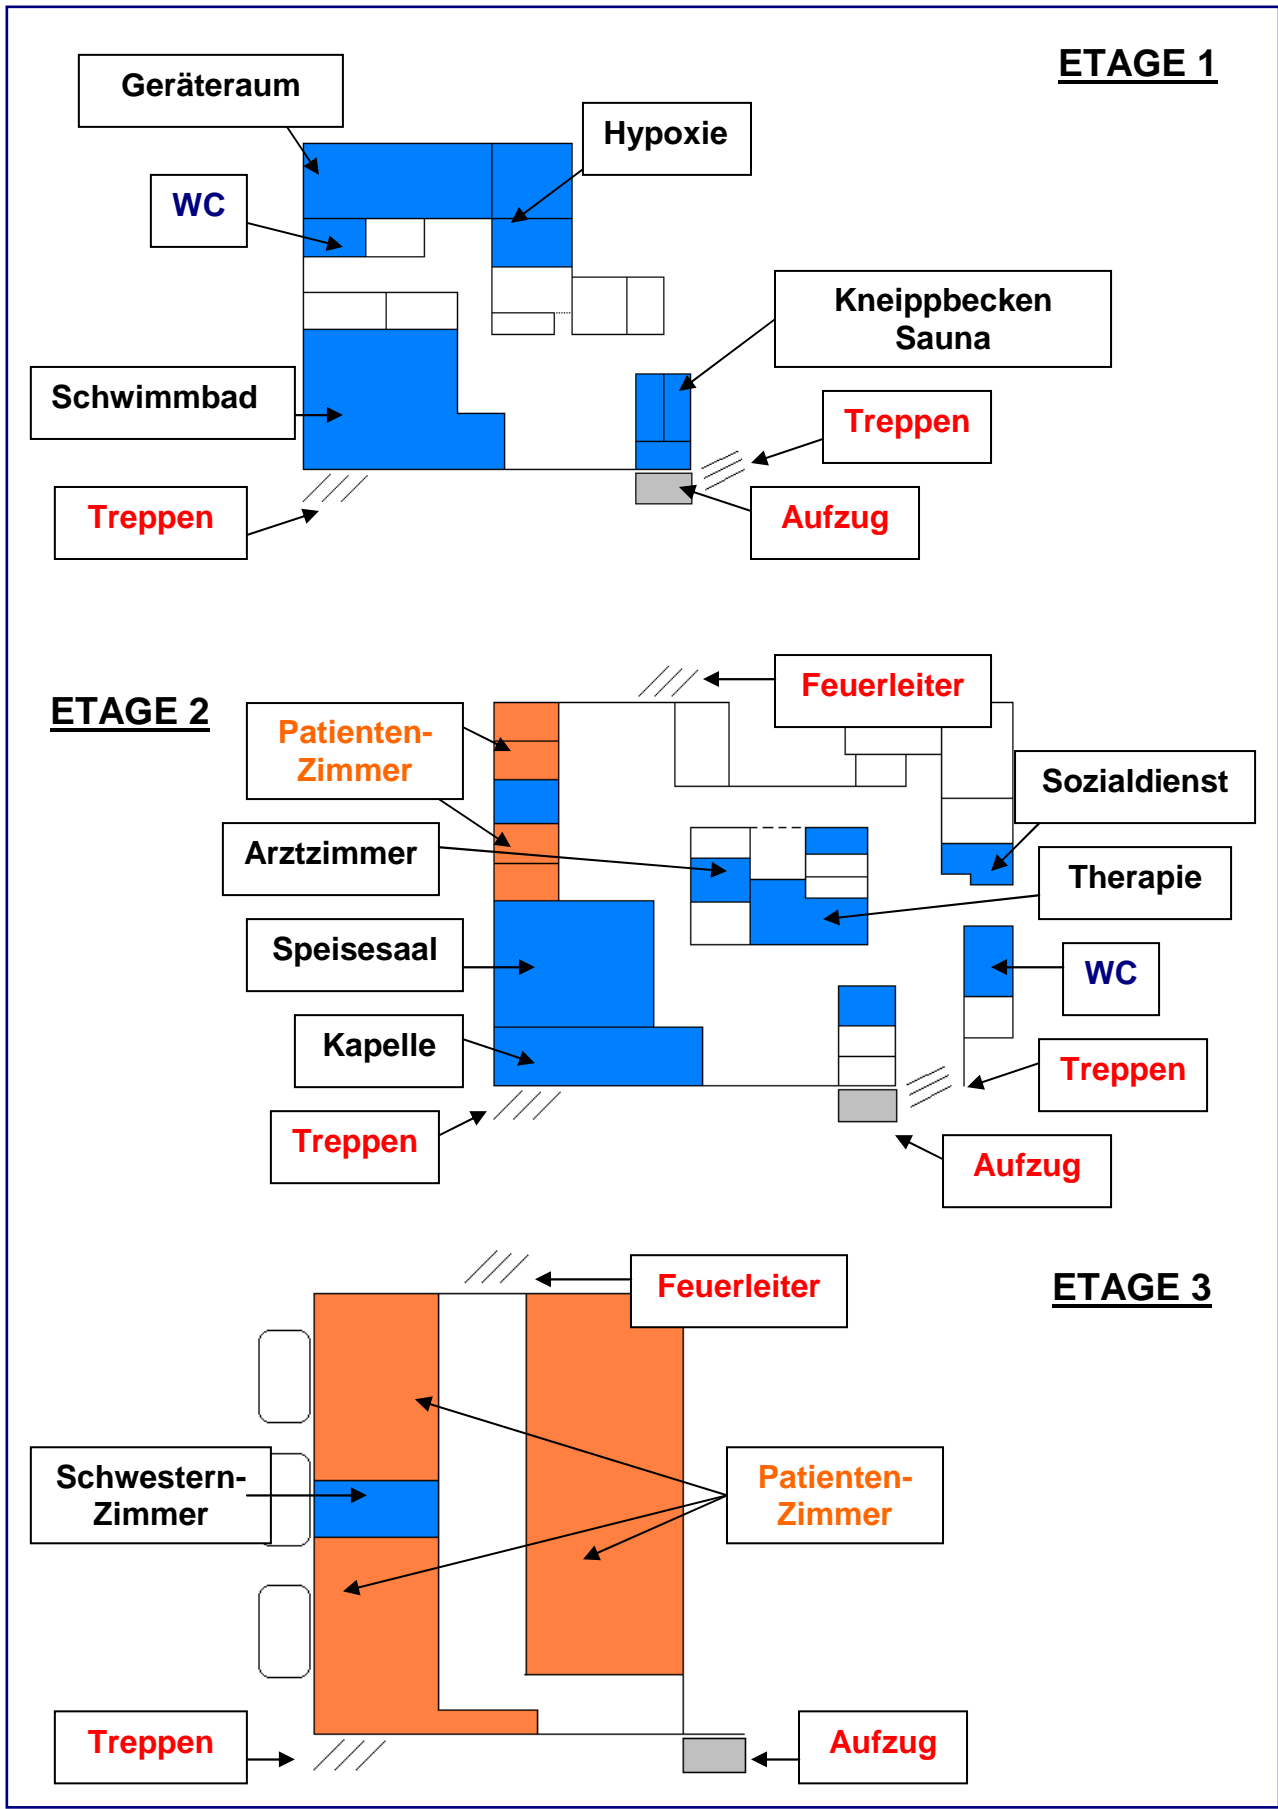 ETAGE 1
Geräteraum
Hypoxie
WC
Kneippbecken
Sauna
Schwimmbad
Treppen
Treppen
Aufzug
ETAGE 2
Feuerleiter
Patienten-
Zimmer
Sozialdienst
Arztzimmer
Therapie
Speisesaal
WC
Kapelle
Treppen
Treppen
Aufzug
ETAGE 3
Feuerleiter
Schwestern-
Zimmer
Patienten-
Zimmer
Treppen
Aufzug